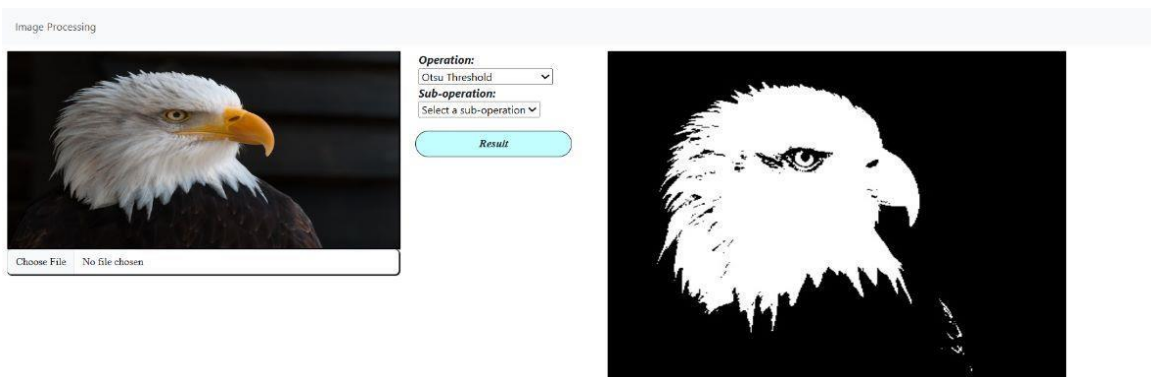 Image Processing
Operation:
Otsu Threshold
Sub-operation:
Select a sub-operation
Result
Choose File No file chosen